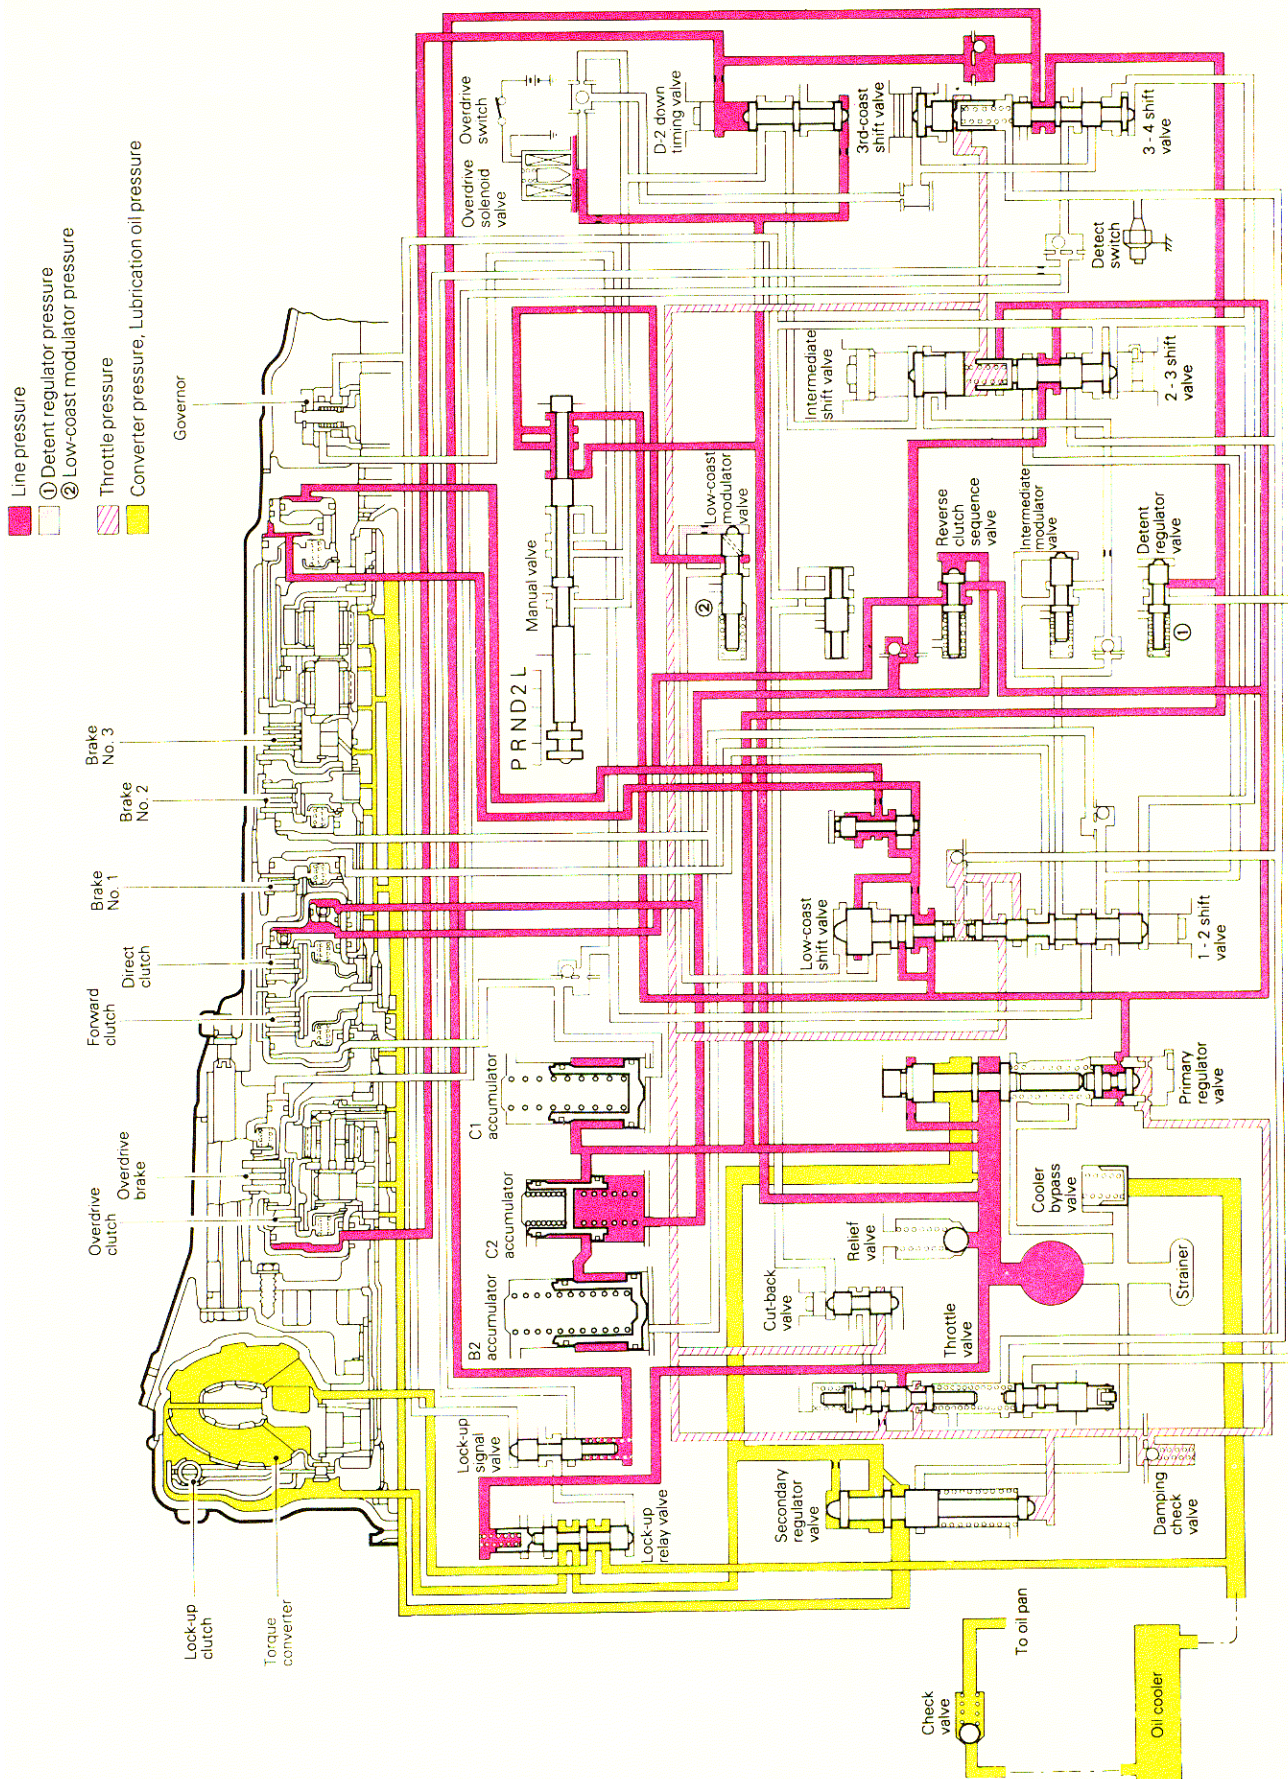 Line pressure
① Detent regulator pressure
② Low-coast modulator pressure
Throttle pressure
Converter pressure, Lubrication oil pressure
Lock-up
clutch
Torque
converter
Overdrive
clutch
Overdrive
brake
Forward
clutch
Direct
clutch
Brake
No. 1
Brake
No. 2
Brake
No. 3
Governor
Lock-up
relay valve
Lock-up
signal
valve
B2
accumulator
C2
accumulator
C1
accumulator
P R N D 2 L
Manual valve
Overdrive
solenoid
valve
Overdrive
switch
D-2 down
timing valve
3rd-coast
shift valve
3 - 4 shift
valve
Detect
switch
Intermediate
shift valve
2 - 3 shift
valve
②
Low-coast
modulator
valve
Reverse
clutch
sequence
valve
Intermediate
modulator
valve
①
Detent
regulator
valve
Low-coast
shift valve
1 - 2 shift
valve
Primary
regulator
valve
Cooler
bypass
valve
Relief
valve
Cut-back
valve
Throttle
valve
Strainer
Secondary
regulator
valve
Damping
check
valve
Check
valve
To oil pan
Oil cooler